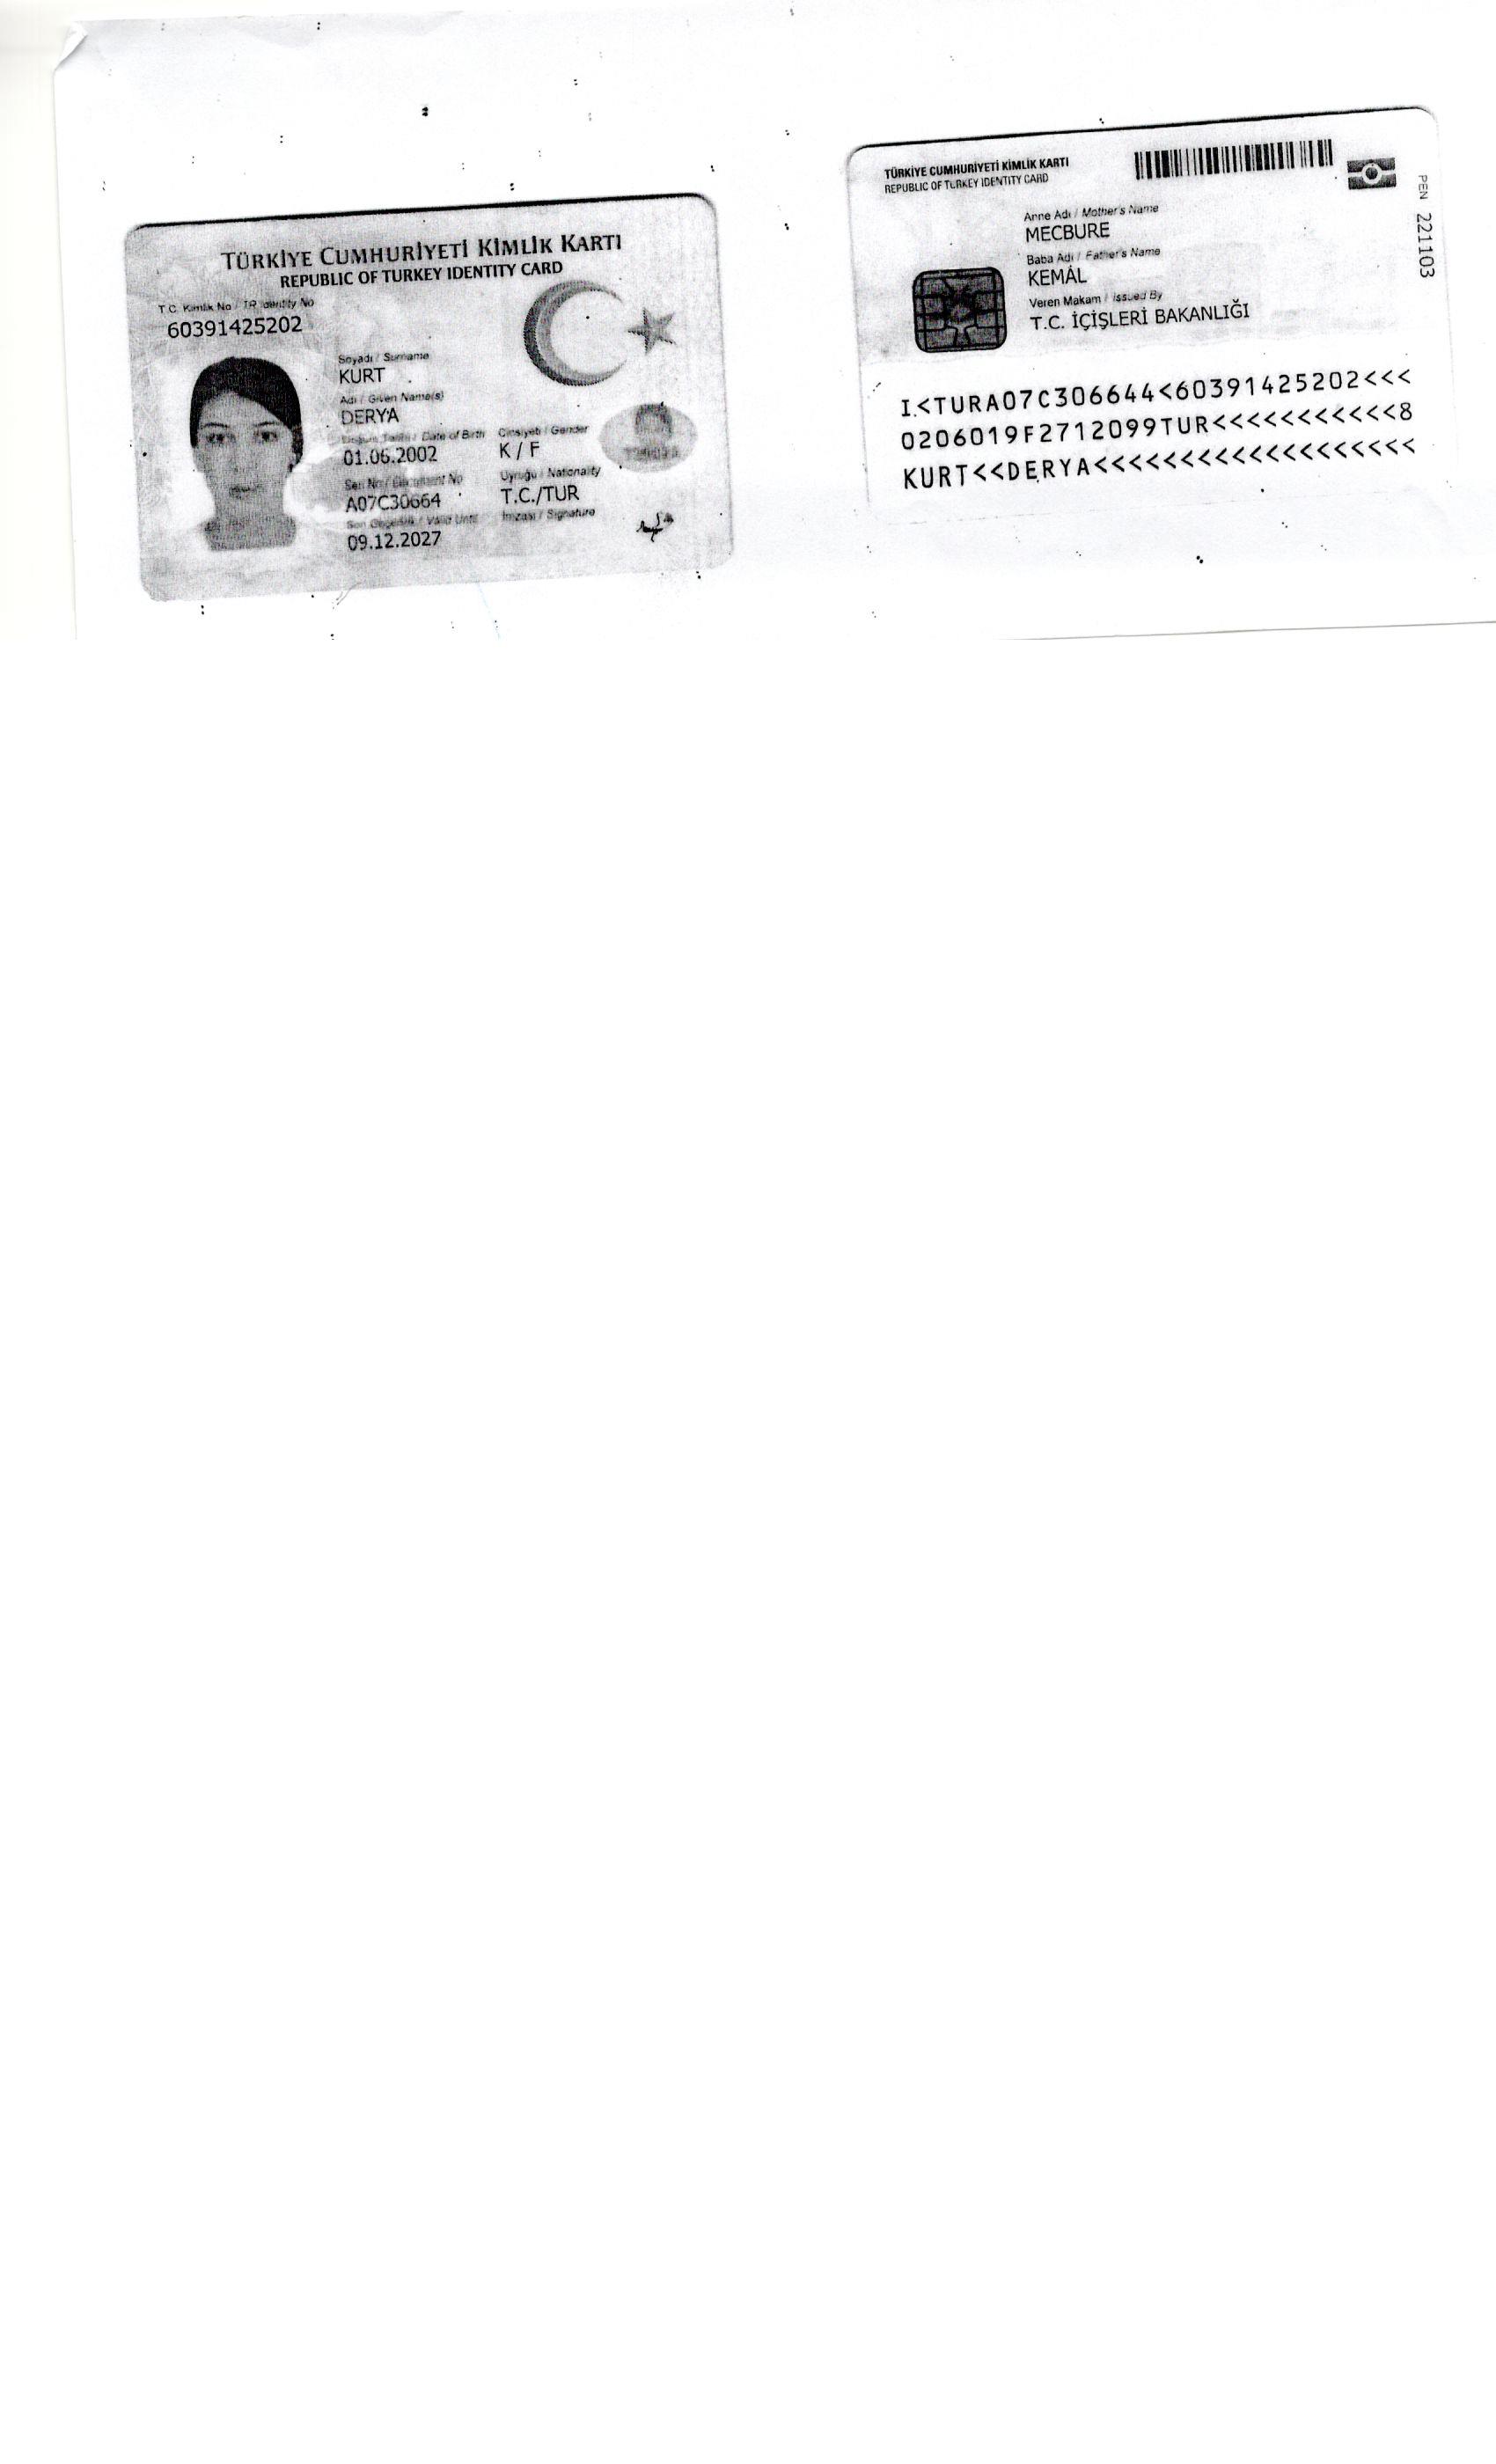 TÜRKİYE CUMHURİYETİ KİMLİK KARTI
REPUBLIC OF TURKEY IDENTITY CARD
T.C. Kimlik No / TR Identity No
60391425202
Soyadı / Surname
KURT
Adı / Given Name(s)
DERYA
Doğum Tarihi / Date of Birth Cinsiyeti / Gender
01.06.2002 K / F
Seri No / Document No Uyruğu / Nationality
A07C30664 T.C./TUR
Son Geçerlilik / Valid Until İmzası / Signature
09.12.2027
TÜRKİYE CUMHURİYETİ KİMLİK KARTI
REPUBLIC OF TURKEY IDENTITY CARD
Anne Adı / Mother's Name
MECBURE
Baba Adı / Father's Name
KEMAL
Veren Makam / Issued By
T.C. İÇİŞLERİ BAKANLIĞI
PEN 221103
I<TURA07C306644<60391425202<<<
0206019F2712099TUR<<<<<<<<<<<8
KURT<<DERYA<<<<<<<<<<<<<<<<<<<